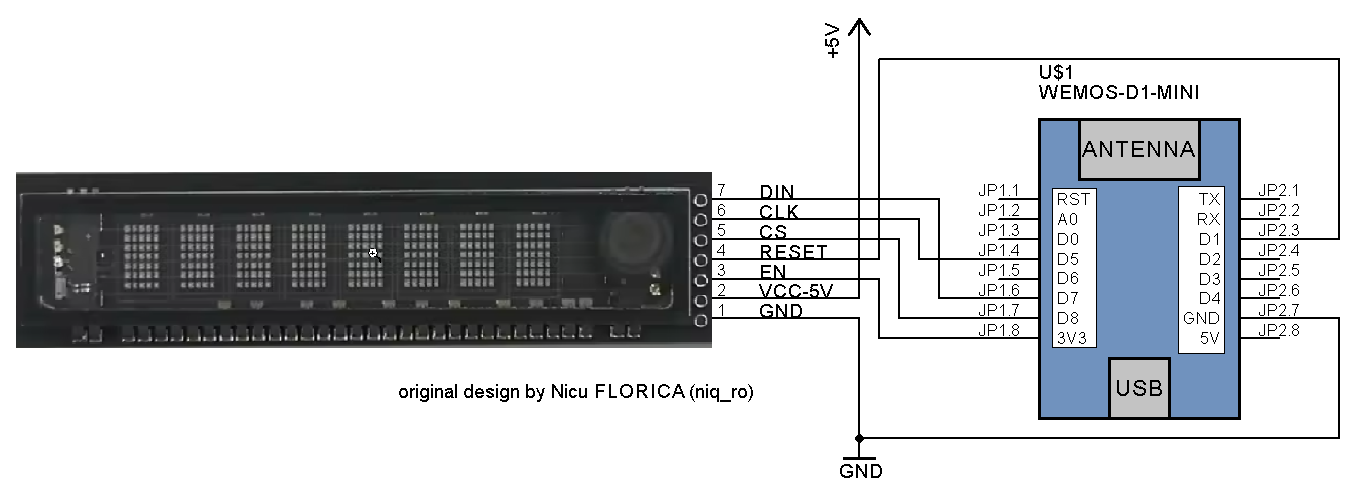 +5V
U$1
WEMOS-D1-MINI
ANTENNA
7 DIN
6 CLK
5 CS
4 RESET
3 EN
2 VCC-5V
1 GND
JP1.1 RST TX JP2.1
JP1.2 A0 RX JP2.2
JP1.3 D0 D1 JP2.3
JP1.4 D5 D2 JP2.4
JP1.5 D6 D3 JP2.5
JP1.6 D7 D4 JP2.6
JP1.7 D8 GND JP2.7
JP1.8 3V3 5V JP2.8
USB
original design by Nicu FLORICA (niq_ro)
GND